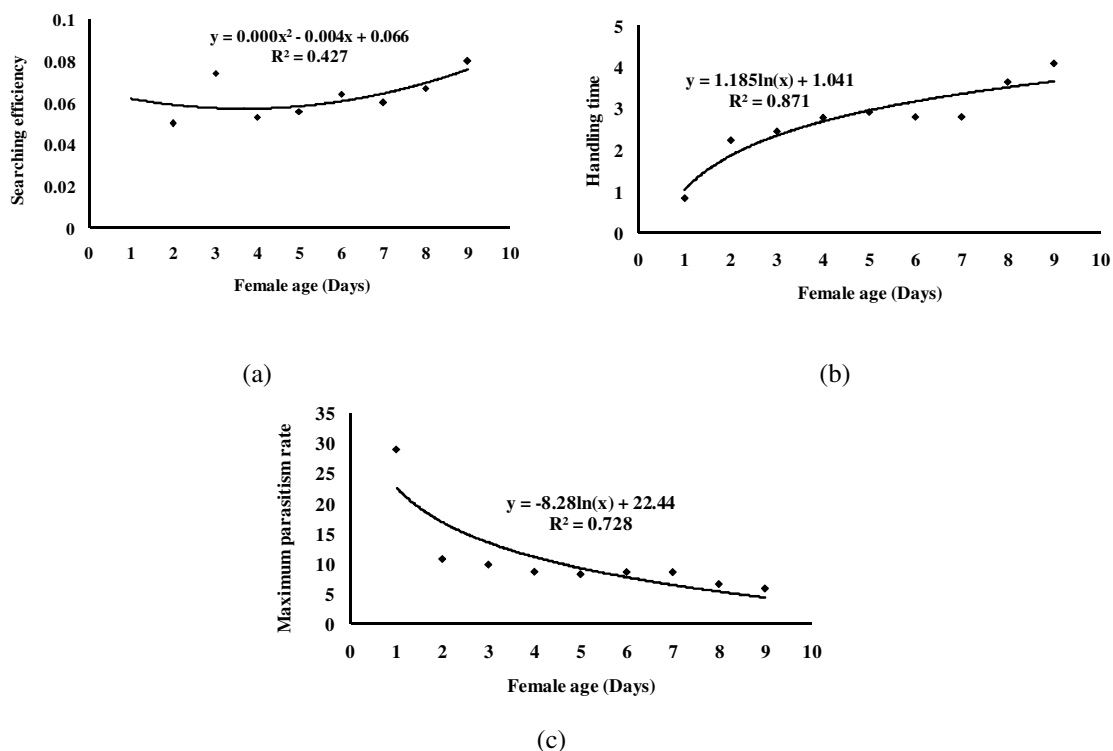 0.1
0.08
0.06
0.04
0.02
0
Searching efficiency
y = 0.000x² - 0.004x + 0.066
R² = 0.427
0 1 2 3 4 5 6 7 8 9 10
Female age (Days)
(a)
5
4
3
2
1
0
Handling time
y = 1.185ln(x) + 1.041
R² = 0.871
0 1 2 3 4 5 6 7 8 9 10
Female age (Days)
(b)
35
30
25
20
15
10
5
0
Maximum parasitism rate
y = -8.28ln(x) + 22.44
R² = 0.728
0 1 2 3 4 5 6 7 8 9 10
Female age (Days)
(c)